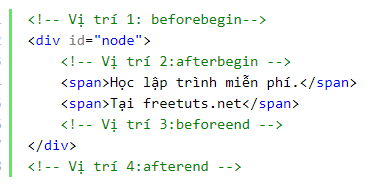 <!-- Vị trí 1: beforebegin-->
<div id="node">
<!-- Vị trí 2:afterbegin -->
<span>Học lập trình miễn phí.</span>
<span>Tại freetuts.net</span>
<!-- Vị trí 3:beforeend -->
</div>
<!-- Vị trí 4:afterend -->